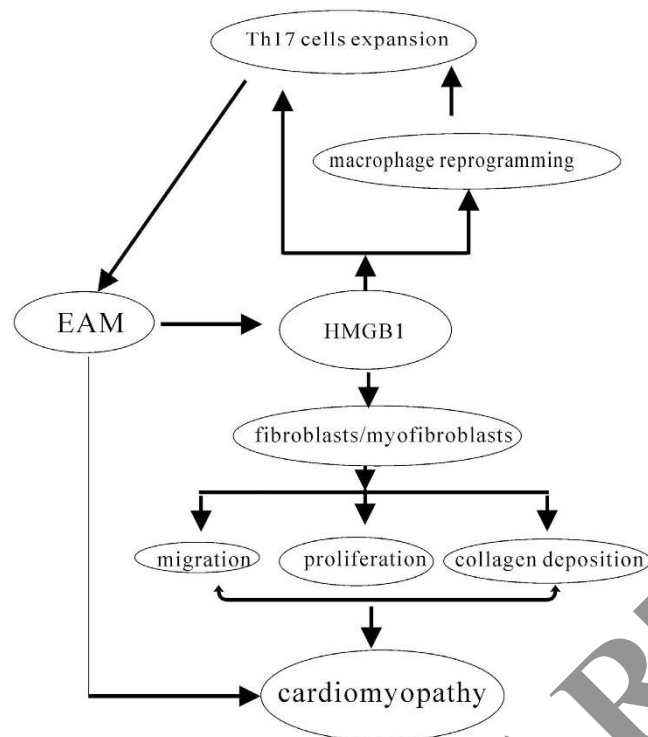 Th17 cells expansion
macrophage reprogramming
EAM
HMGB1
fibroblasts/myofibroblasts
migration
proliferation
collagen deposition
cardiomyopathy
R